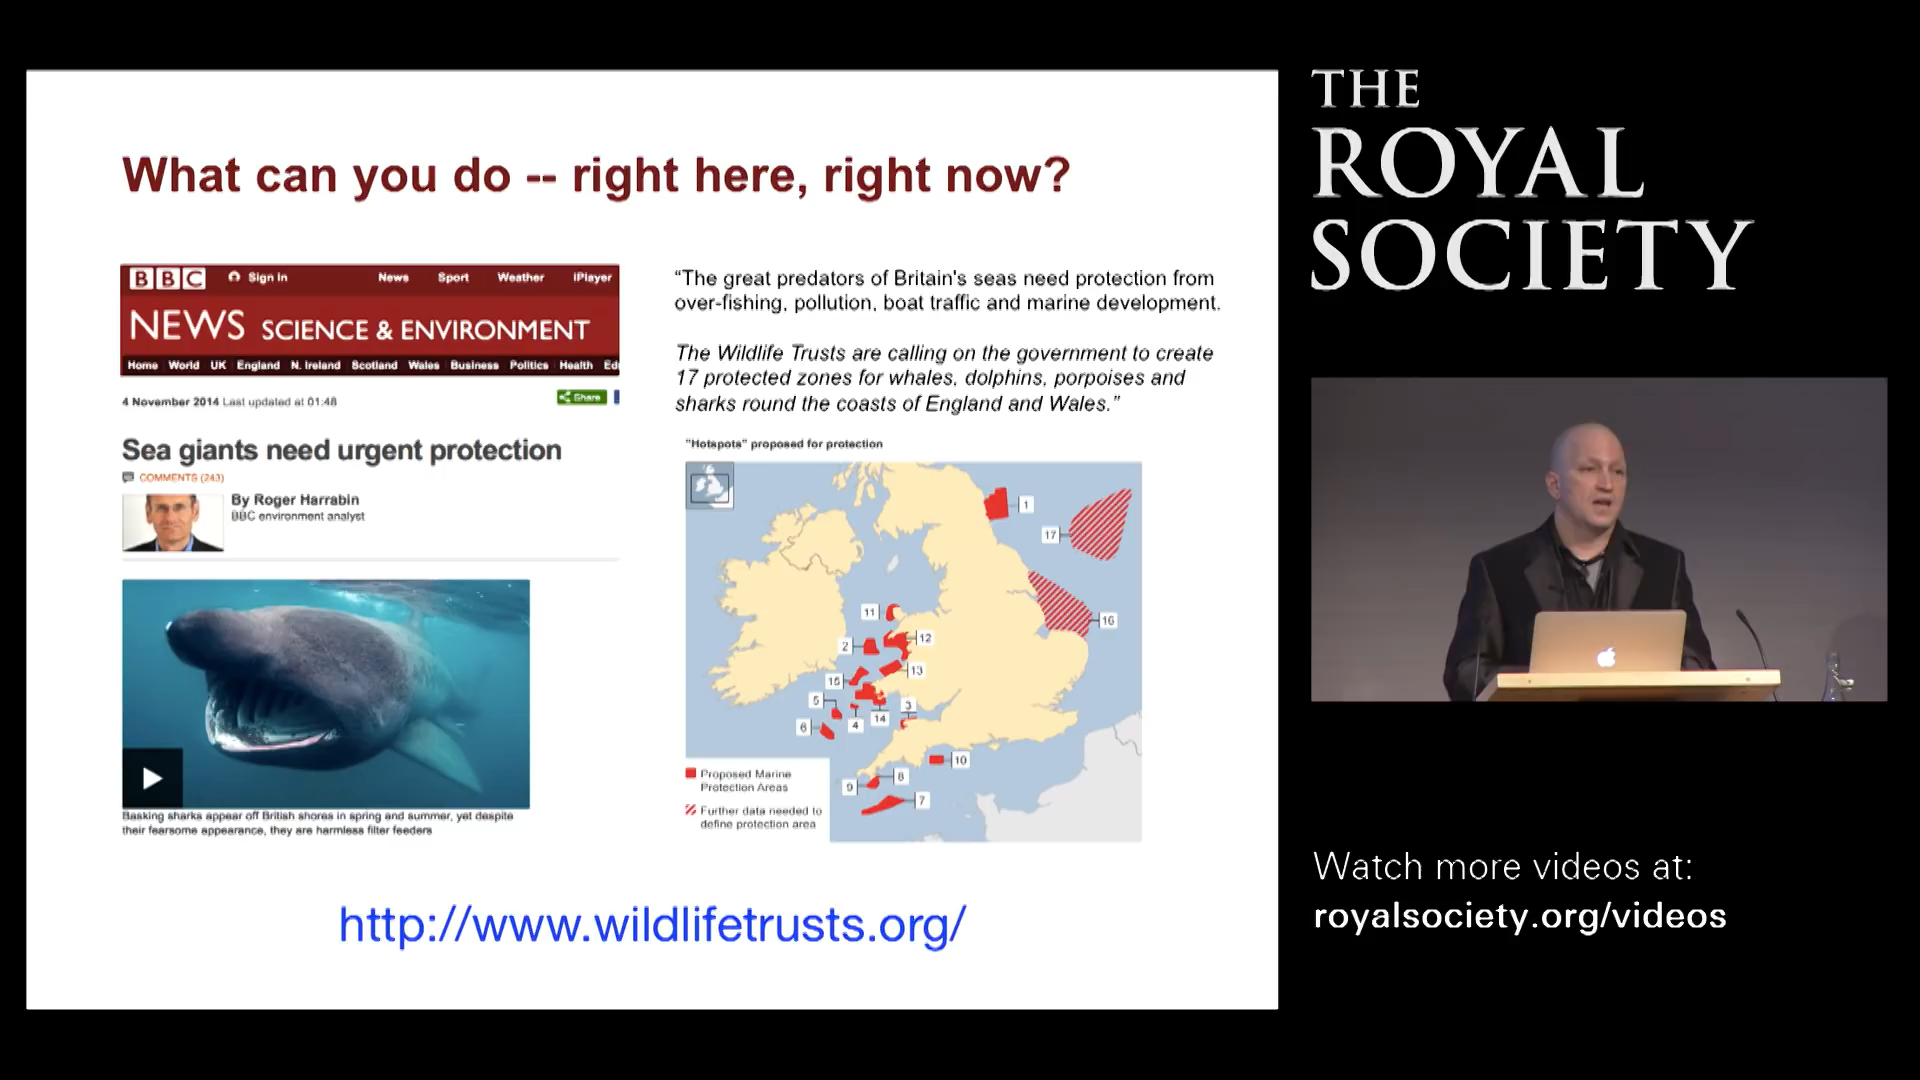 What can you do -- right here, right now?
BBC Sign in News Sport Weather iPlayer
NEWS SCIENCE & ENVIRONMENT
Home World UK England N. Ireland Scotland Wales Business Politics Health Ed
4 November 2014 Last updated at 01:48
Share
Sea giants need urgent protection
COMMENTS (243)
By Roger Harrabin
BBC environment analyst
Basking sharks appear off British shores in spring and summer, yet despite
their fearsome appearance, they are harmless filter feeders
“The great predators of Britain's seas need protection from
over-fishing, pollution, boat traffic and marine development.
The Wildlife Trusts are calling on the government to create
17 protected zones for whales, dolphins, porpoises and
sharks round the coasts of England and Wales.”
"Hotspots" proposed for protection
1
17
11
16
12
2
13
15
5
3
14
4
6
10
8
9
7
Proposed Marine
Protection Areas
Further data needed to
define protection area
http://www.wildlifetrusts.org/
THE
ROYAL
SOCIETY
Watch more videos at:
royalsociety.org/videos